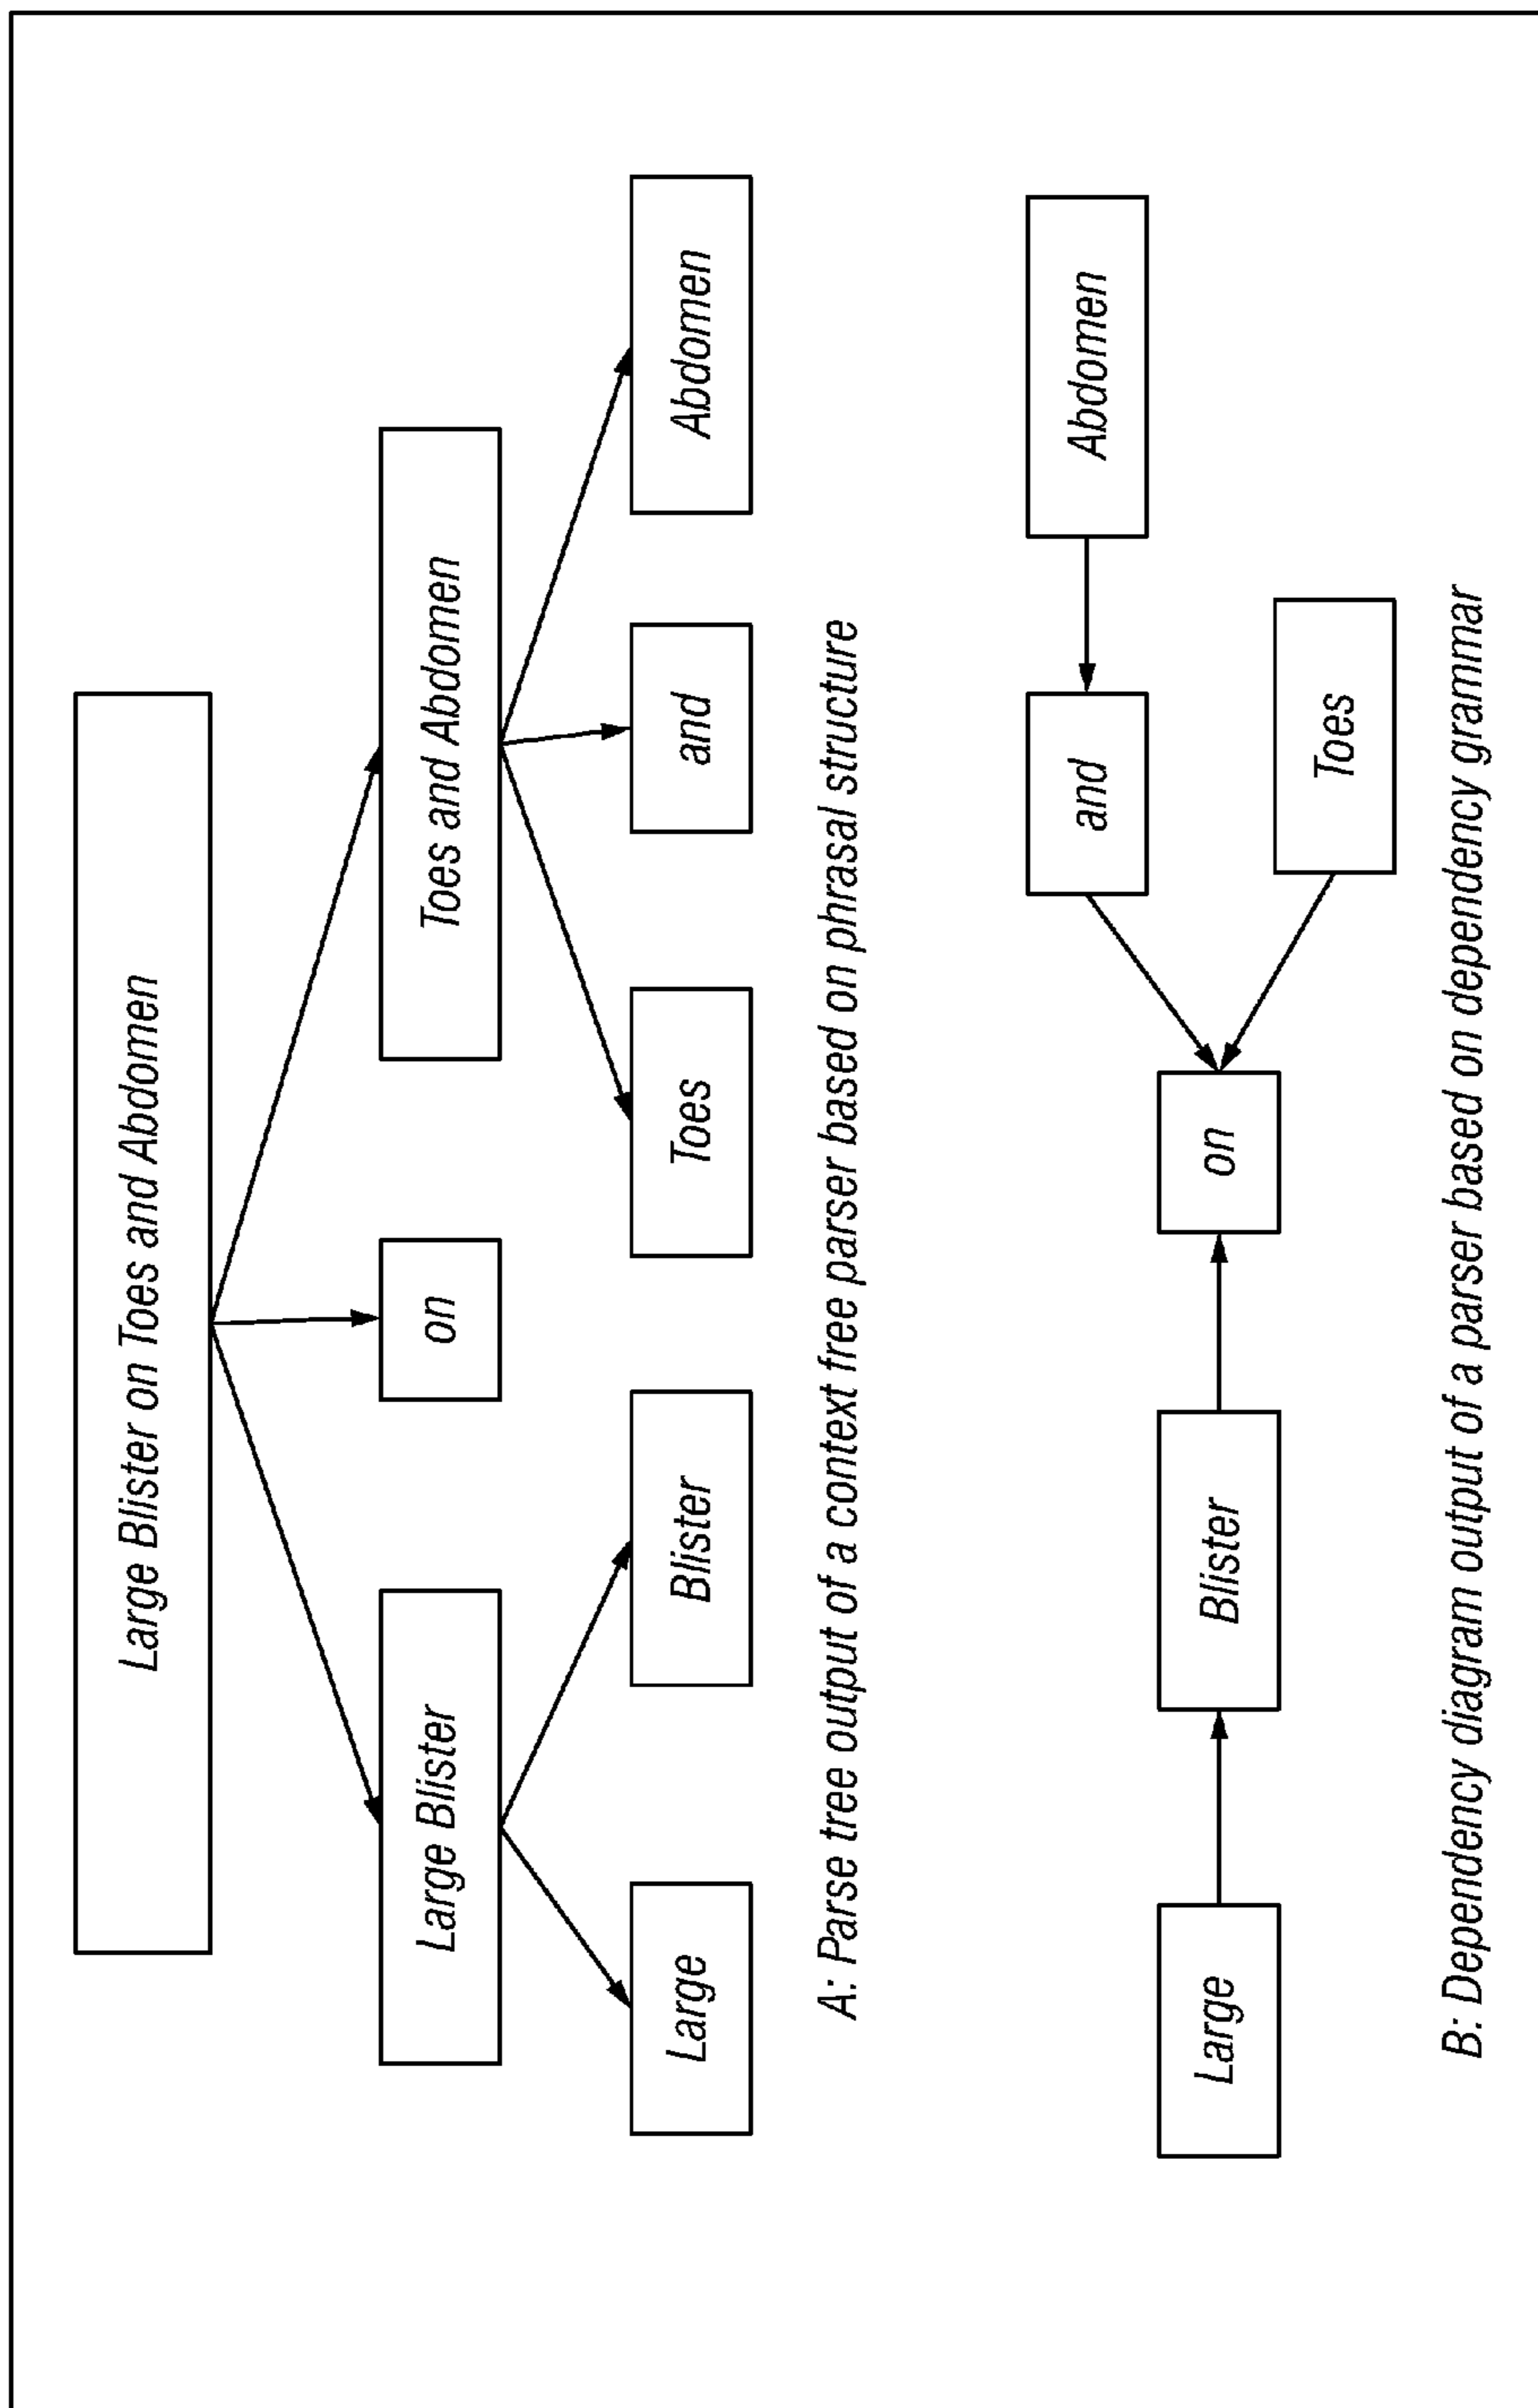 Large Blister on Toes and Abdomen
Large Blister
on
Toes and Abdomen
Large
Blister
Toes
and
Abdomen
A: Parse tree output of a context free parser based on phrasal structure
Large
Blister
on
and
Abdomen
Toes
B: Dependency diagram output of a parser based on dependency grammar